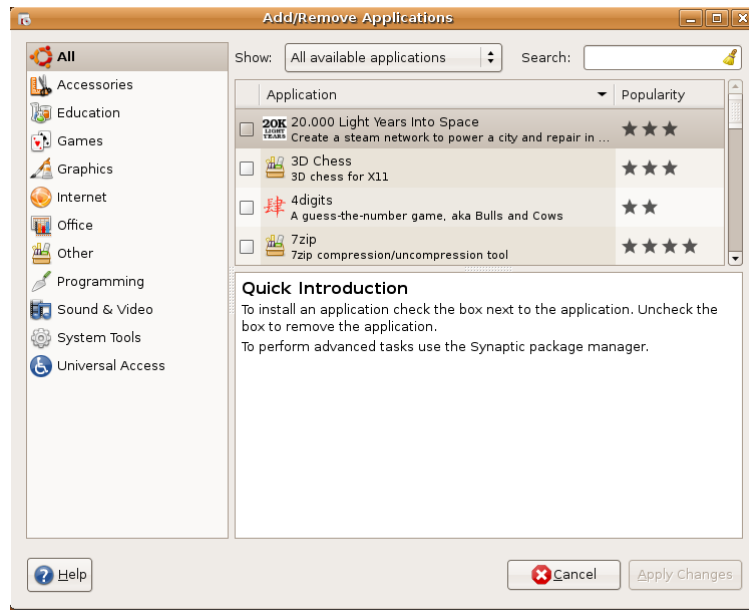 Add/Remove Applications
All
Accessories
Education
Games
Graphics
Internet
Office
Other
Programming
Sound & Video
System Tools
Universal Access
Show: All available applications Search:
Application Popularity
20K LIGHT YEARS
20.000 Light Years Into Space
Create a steam network to power a city and repair in ...
3D Chess
3D chess for X11
肆
4digits
A guess-the-number game, aka Bulls and Cows
7zip
7zip compression/uncompression tool
Quick Introduction
To install an application check the box next to the application. Uncheck the
box to remove the application.
To perform advanced tasks use the Synaptic package manager.
Help Cancel Apply Changes